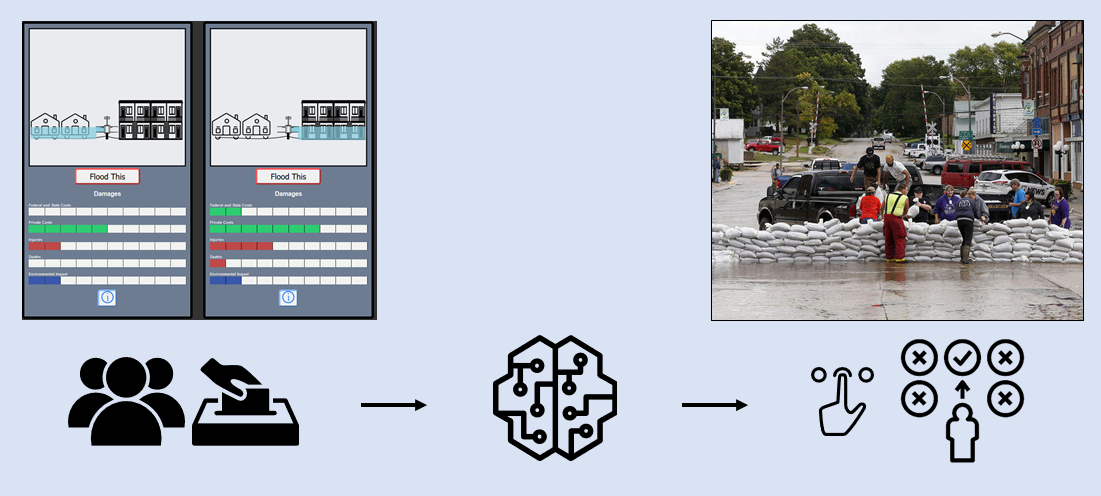 Flood This
Damages
Federal and State Costs
Private Costs
Injuries
Deaths
Environmental Impact
Flood This
Damages
Federal and State Costs
Private Costs
Injuries
Deaths
Environmental Impact
NEWS